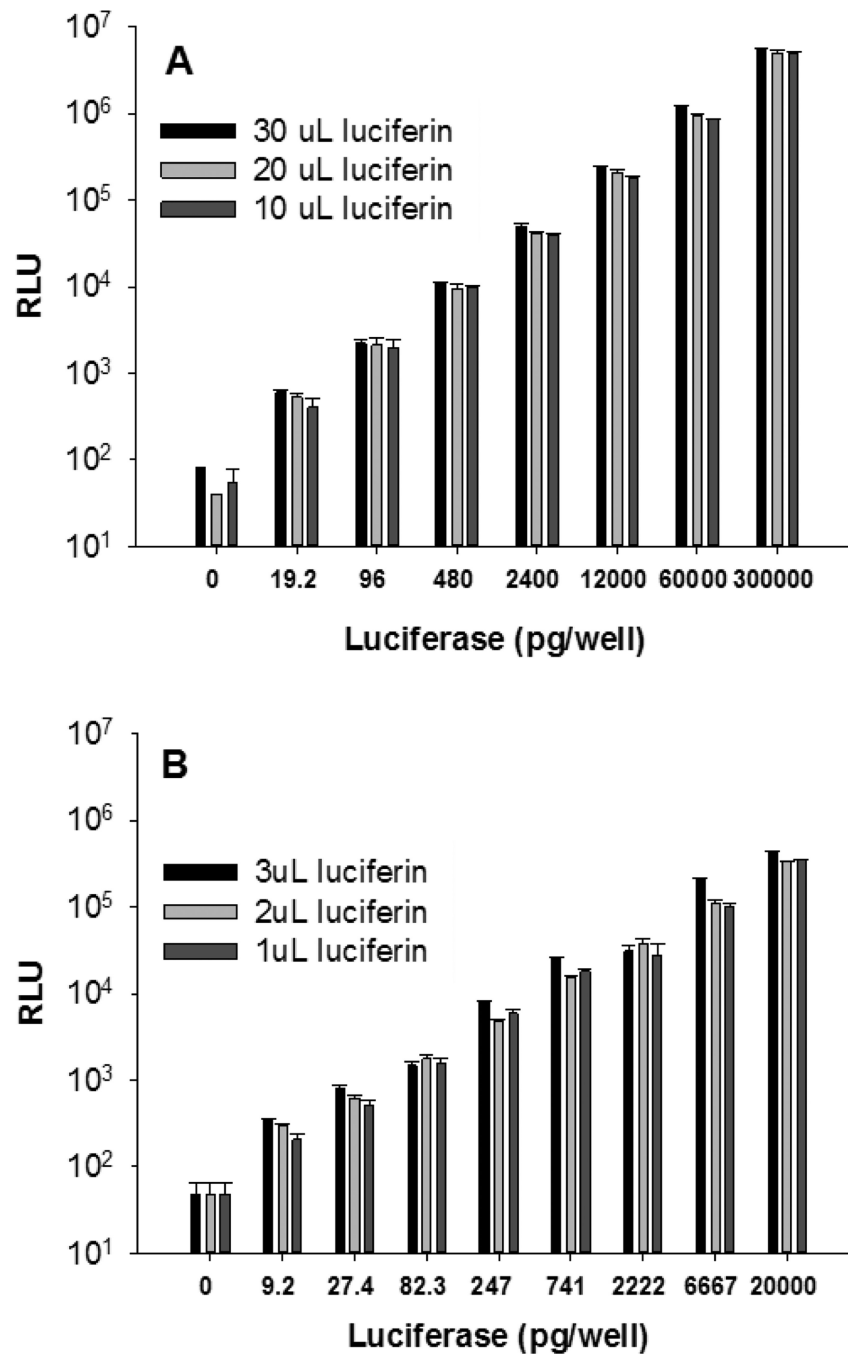 10⁷
10⁶
10⁵
10⁴
10³
10²
10¹
RLU
A
30 uL luciferin
20 uL luciferin
10 uL luciferin
0 19.2 96 480 2400 12000 60000 300000
Luciferase (pg/well)
10⁷
10⁶
10⁵
10⁴
10³
10²
10¹
RLU
B
3uL luciferin
2uL luciferin
1uL luciferin
0 9.2 27.4 82.3 247 741 2222 6667 20000
Luciferase (pg/well)